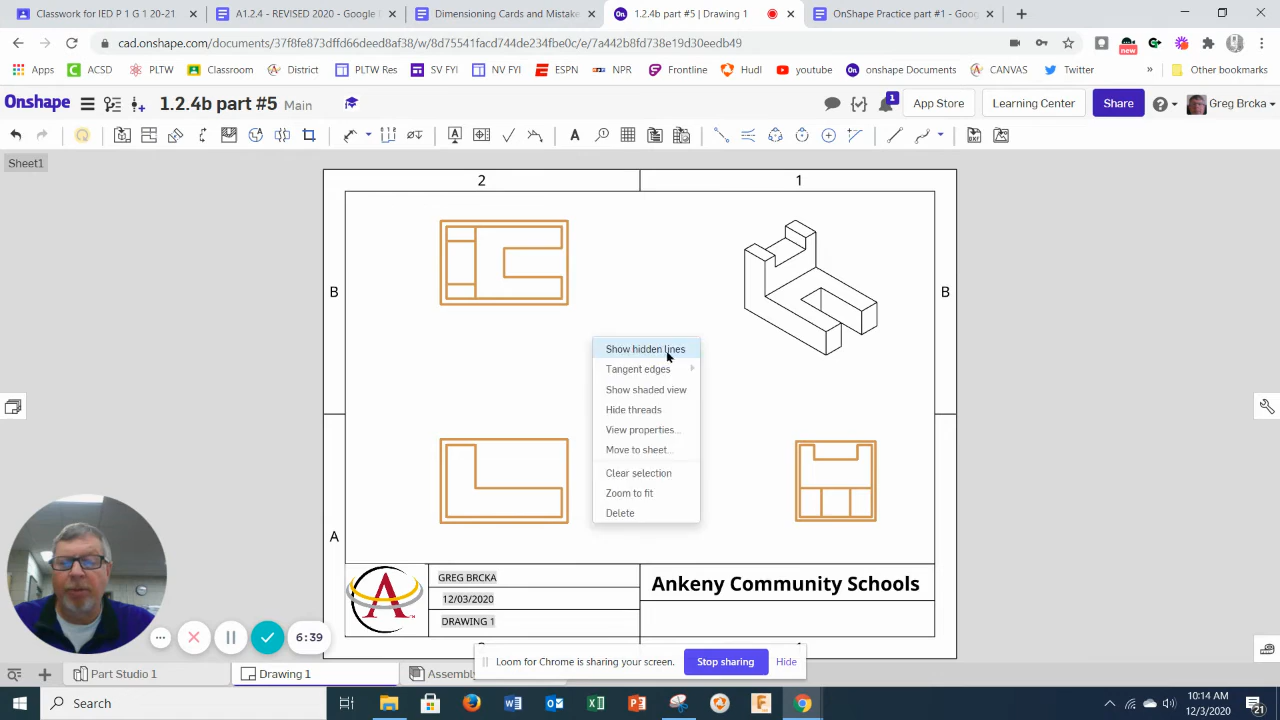 Classwork for IED D 1 G 1 20-21
A1.2.4 - REVISED 2020 - Google
Dimensioning Cards and Mistake
1.2.4b part #5 | Drawing 1
OnShape Practice part #1 - Goog
cad.onshape.com/documents/37f8fe873dffd66deed8af38/w/8d75541fecd744de234fbe0c/e/7a442b8fd738e19d30eedb49
Apps
ACSD
PLTW
Classroom
District
PLTW Res
SV FYI
NV FYI
ESPN
NPR
Frontline
Hudl
youtube
onshape Documents
CANVAS
Twitter
»
Other bookmarks
new
Onshape
1.2.4b part #5 Main
1
App Store
Learning Center
Share
Greg Brcka
Sheet1
2
1
B
B
Show hidden lines
Tangent edges
Show shaded view
Hide threads
View properties...
Move to sheet...
Clear selection
Zoom to fit
Delete
A
A
GREG BRCKA
12/03/2020
DRAWING 1
Ankeny Community Schools
6:39
Loom for Chrome is sharing your screen.
Stop sharing
Hide
Part Studio 1
Drawing 1
Assembl
Search
10:14 AM
12/3/2020
21